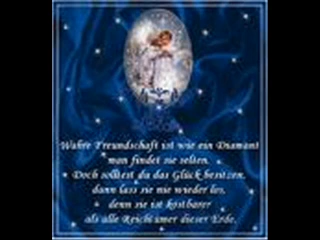 Wahre Freundschaft ist wie ein Diamant
man findet sie selten.
Doch solltest du das Glück besitzen,
dann lass sie nie wieder los,
denn sie ist kostbarer
als alle Reichtümer dieser Erde.